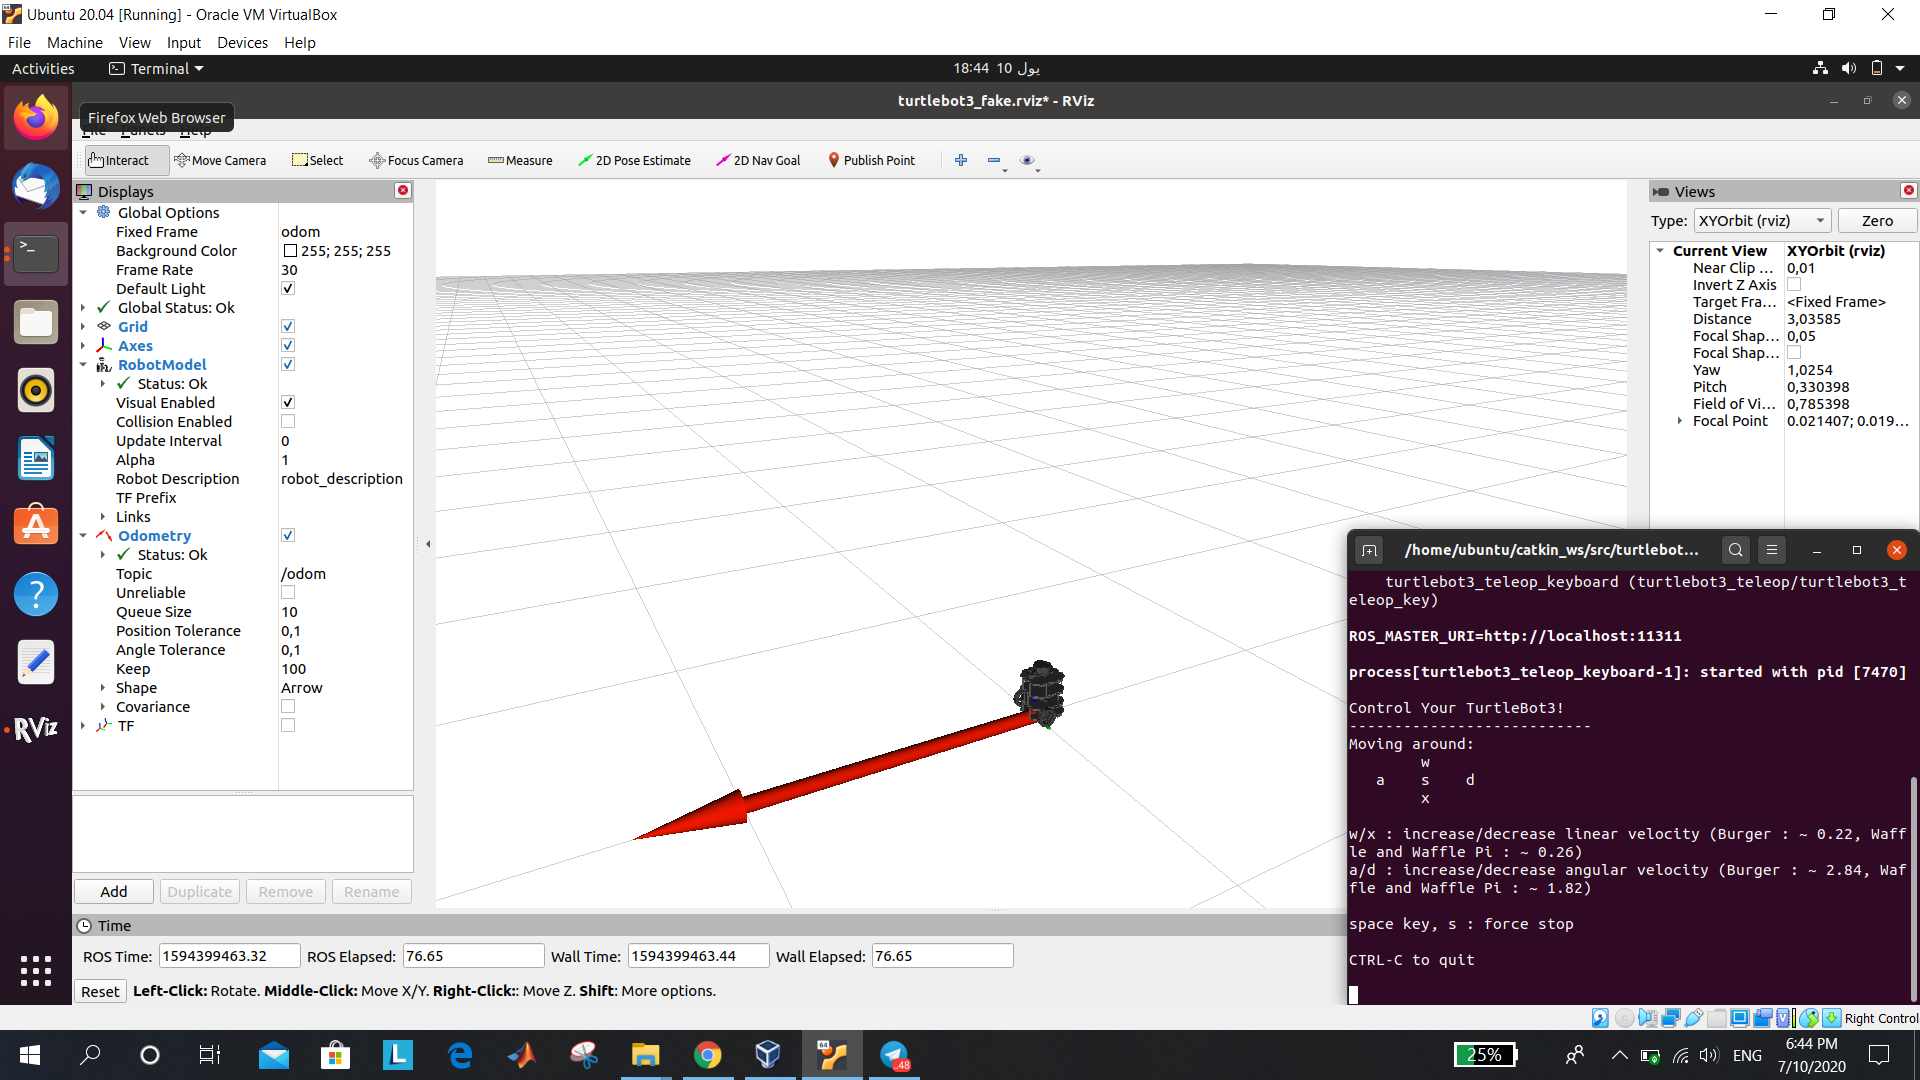 Ubuntu 20.04 [Running] - Oracle VM VirtualBox
File Machine View Input Devices Help
Activities Terminal 18:44 10 يول
turtlebot3_fake.rviz* - RViz
Firefox Web Browser
File Panels Help
Interact Move Camera Select Focus Camera Measure 2D Pose Estimate 2D Nav Goal Publish Point
Displays
Global Options
Fixed Frame odom
Background Color 255; 255; 255
Frame Rate 30
Default Light
Global Status: Ok
Grid
Axes
RobotModel
Status: Ok
Visual Enabled
Collision Enabled
Update Interval 0
Alpha 1
Robot Description robot_description
TF Prefix
Links
Odometry
Status: Ok
Topic /odom
Unreliable
Queue Size 10
Position Tolerance 0,1
Angle Tolerance 0,1
Keep 100
Shape Arrow
Covariance
TF
Add Duplicate Remove Rename
Views
Type: XYOrbit (rviz) Zero
Current View XYOrbit (rviz)
Near Clip ... 0,01
Invert Z Axis
Target Fra... <Fixed Frame>
Distance 3,03585
Focal Shap... 0,05
Focal Shap...
Yaw 1,0254
Pitch 0,330398
Field of Vi... 0,785398
Focal Point 0.021407; 0.019...
/home/ubuntu/catkin_ws/src/turtlebot...
turtlebot3_teleop_keyboard (turtlebot3_teleop/turtlebot3_t
eleop_key)
ROS_MASTER_URI=http://localhost:11311
process[turtlebot3_teleop_keyboard-1]: started with pid [7470]
Control Your TurtleBot3!
---------------------------
Moving around:
w
a s d
x
w/x : increase/decrease linear velocity (Burger : ~ 0.22, Waff
le and Waffle Pi : ~ 0.26)
a/d : increase/decrease angular velocity (Burger : ~ 2.84, Waf
fle and Waffle Pi : ~ 1.82)
space key, s : force stop
CTRL-C to quit
RViz
Time
ROS Time: 1594399463.32 ROS Elapsed: 76.65 Wall Time: 1594399463.44 Wall Elapsed: 76.65
Reset Left-Click: Rotate. Middle-Click: Move X/Y. Right-Click:: Move Z. Shift: More options.
Right Control
64
L
48
25%
ENG
6:44 PM
7/10/2020